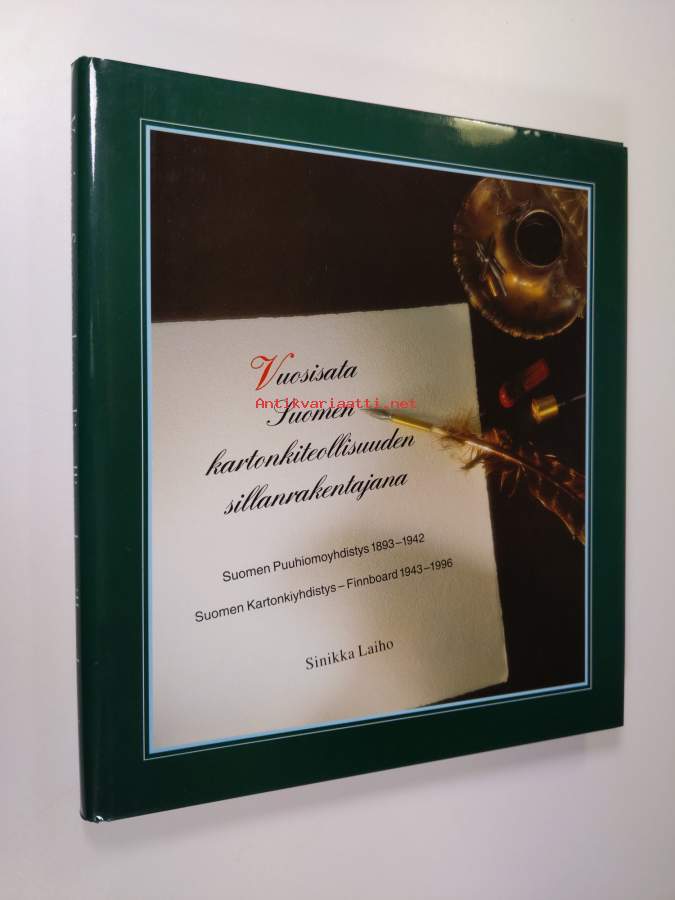 Vuosisata
Antikvariaatti.net
Suomen
kartonkiteollisuuden
sillanrakentajana
Suomen Puuhiomoyhdistys 1893–1942
Suomen Kartonkiyhdistys – Finnboard 1943–1996
Sinikka Laiho